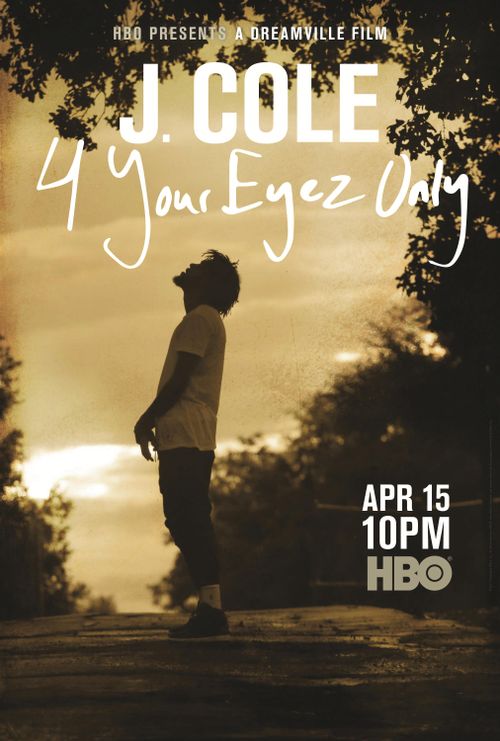 HBO PRESENTS A DREAMVILLE FILM
J. COLE
4 Your Eyez Only
APR 15
10PM
HBO